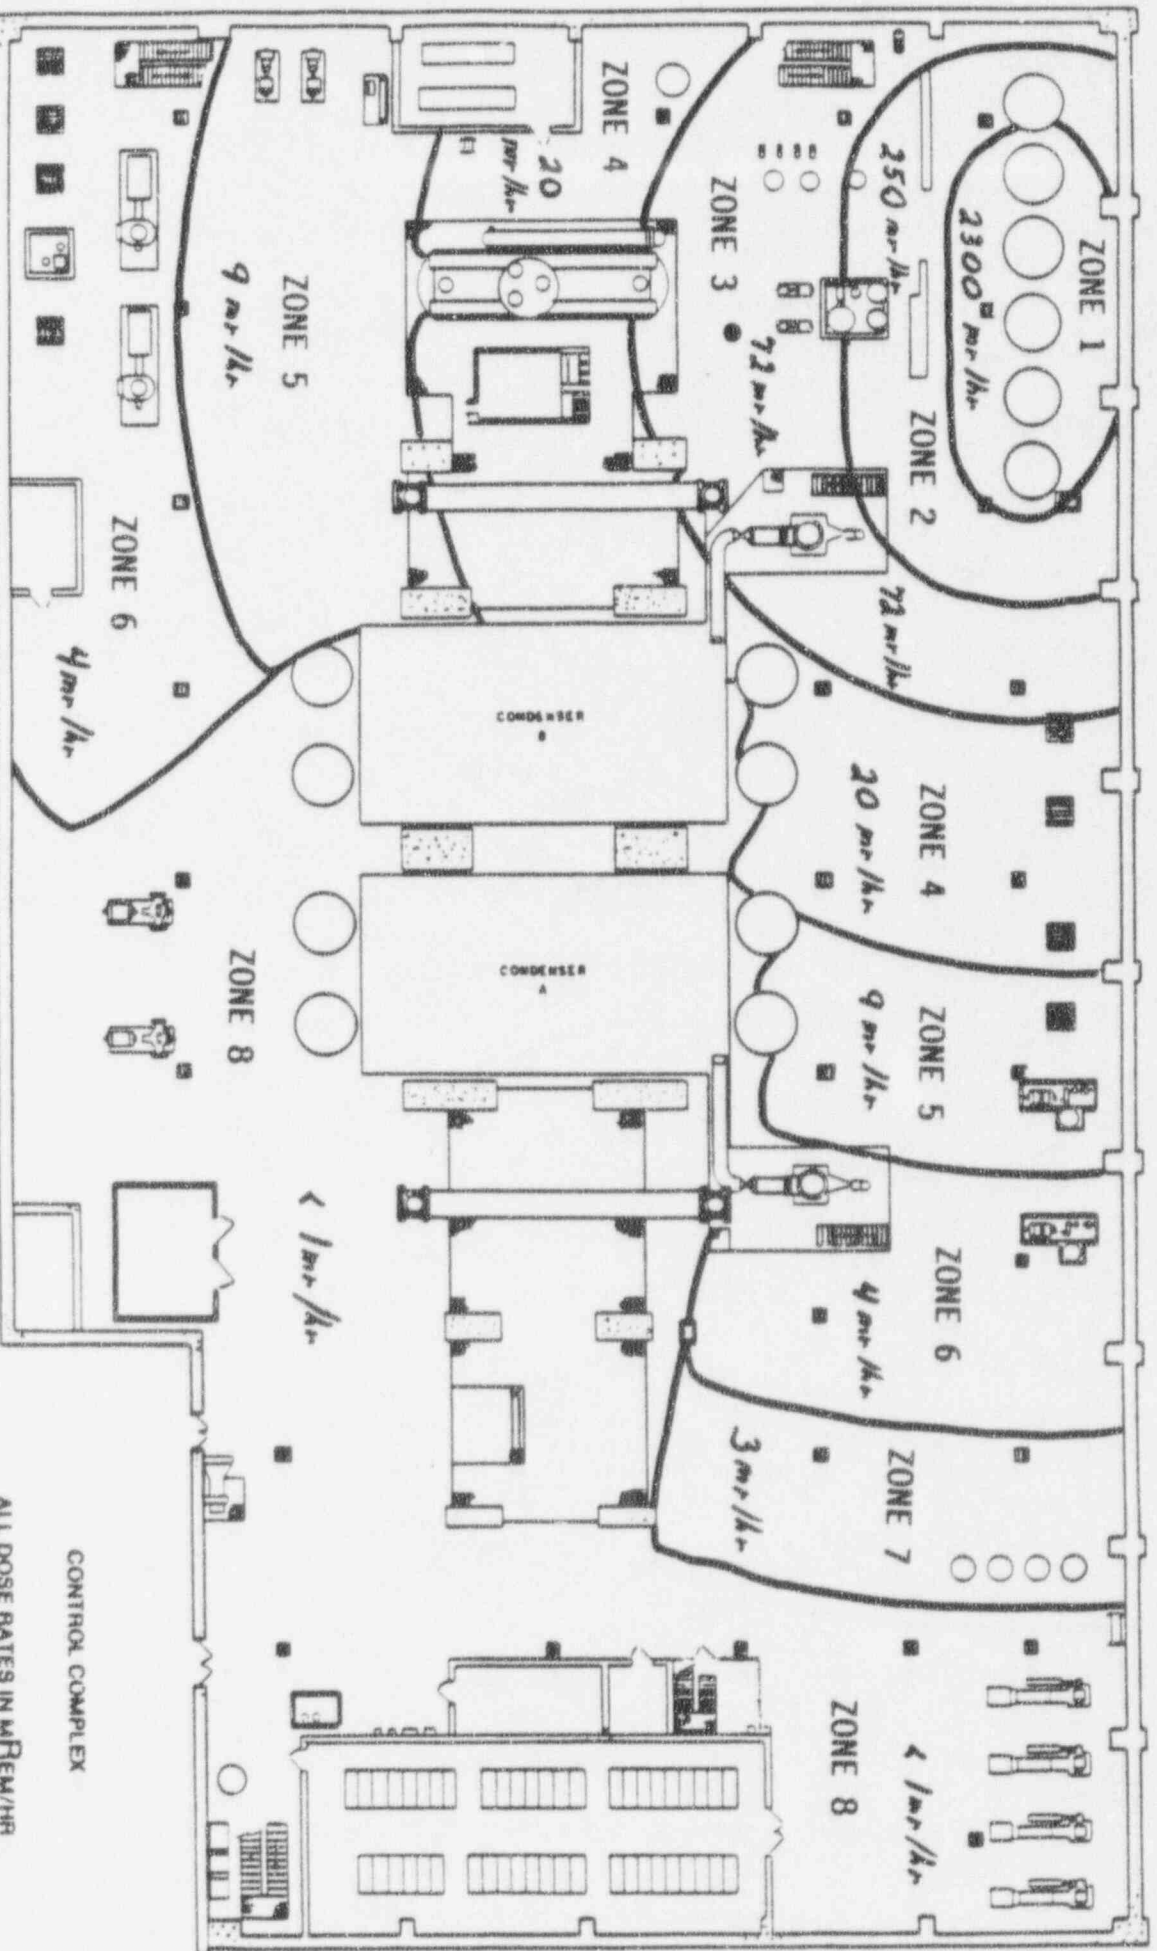 ZONE 1
2300 mr/hr
250 mr/hr
ZONE 2
72 mr/hr
ZONE 3
72 mr/hr
ZONE 4
20
mr/hr
ZONE 5
9 mr/hr
ZONE 6
4 mr/hr
ZONE 4
20 mr/hr
ZONE 5
9 mr/hr
ZONE 6
4 mr/hr
ZONE 7
3 mr/hr
ZONE 8
< 1 mr/hr
CONDENSER
B
CONDENSER
A
ZONE 8
< 1 mr/hr
CONTROL COMPLEX
ALL DOSE RATES IN MREM/HR